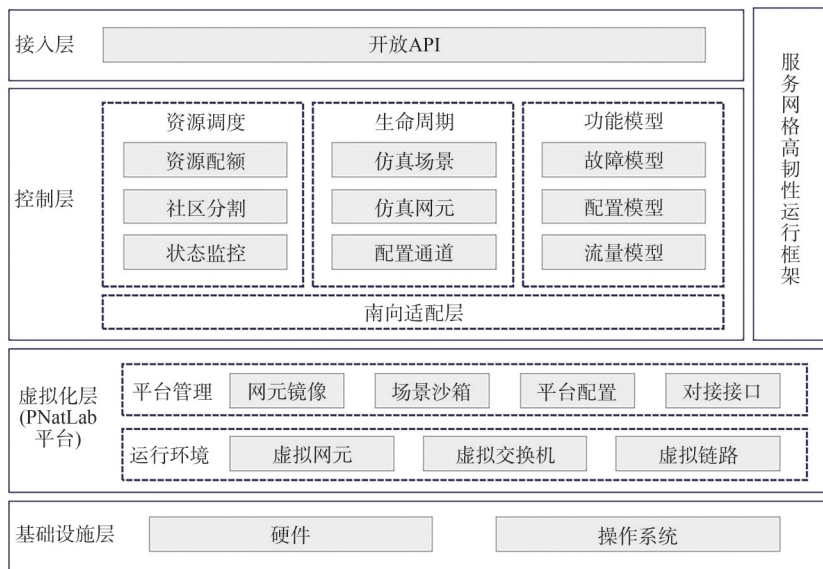 接入层
开放API
控制层
资源调度
资源配额
社区分割
状态监控
生命周期
仿真场景
仿真网元
配置通道
功能模型
故障模型
配置模型
流量模型
南向适配层
服务网格高韧性运行框架
虚拟化层
(PNatLab
平台)
平台管理
网元镜像
场景沙箱
平台配置
对接接口
运行环境
虚拟网元
虚拟交换机
虚拟链路
基础设施层
硬件
操作系统